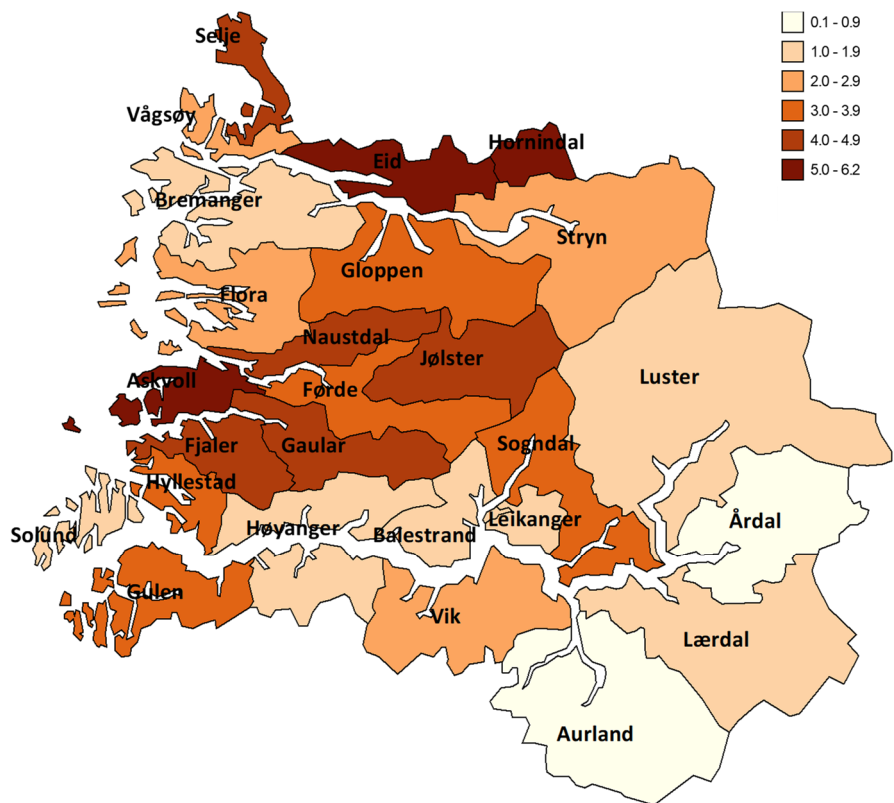 Selje
0.1 - 0.9
1.0 - 1.9
2.0 - 2.9
3.0 - 3.9
4.0 - 4.9
5.0 - 6.2
Vågsøy
Hornindal
Eid
Bremanger
Stryn
Gloppen
Flora
Naustdal
Jølster
Askvoll
Førde
Luster
Fjaler
Gaular
Sogndal
Hyllestad
Solund
Høyanger
Balestrand
Leikanger
Årdal
Gulen
Vik
Lærdal
Aurland